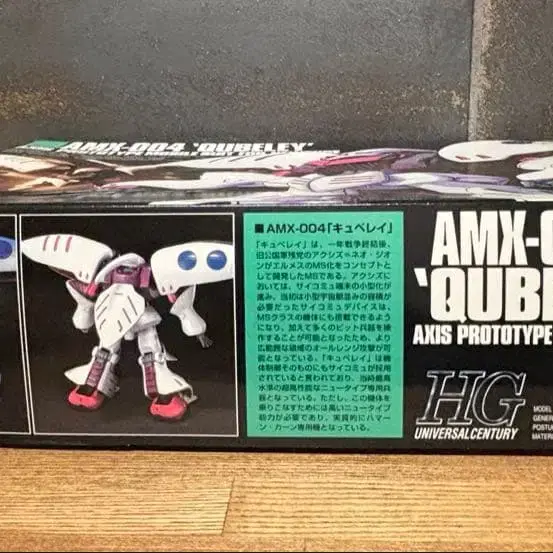 AMX-004 'QUBELEY'
■AMX-004「キュベレイ」
「キュベレイ」は、一年戦争終結後、
旧公国軍残党のアクシズ=ネオ・ジオ
ンがエルメスのMS化をコンセプトと
して開発したMSである。アクシズに
おいては、サイコミュ端末の小型化が
進み、当初は小型宇宙艇並みの容積が
必要だったサイコミュデバイスは、
MSクラスの機体にも搭載できるよう
になり、加えて多くのビット兵器を操
作することが可能となったため、より
広範囲な領域のオールレンジ攻撃が可
能となっている。「キュベレイ」は機
体制御そのものにもサイコミュが採用
されていると言われており、当時最高
水準の超高性能なニュータイプ専用兵
器となっている。ただし、この機体を
乗りこなすためには高いニュータイプ
能力が必要であり、実質的にハマー
ン・カーン専用機となっている。
AMX-0
'QUBE
AXIS PROTOTYPE
HG
UNIVERSAL CENTURY
MODEL
GENER
POSTU
MATER